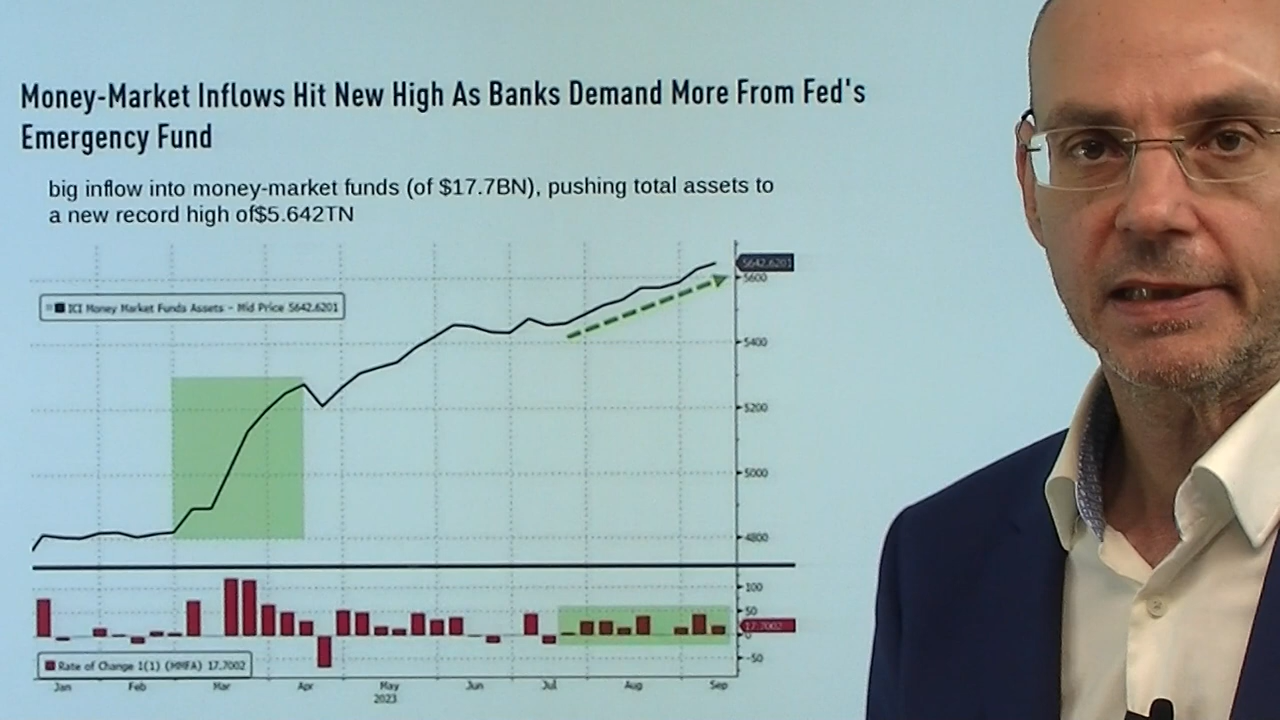 Money-Market Inflows Hit New High As Banks Demand More From Fed's
Emergency Fund
big inflow into money-market funds (of $17.7BN), pushing total assets to
a new record high of$5.642TN
5642.6201
5600
ICI Money Market Funds Assets - Mid Price 5642.6201
5400
5200
5000
4800
100
50
17.7002
0
-50
Rate of Change 1(1) (MMFA) 17.7002
Jan Feb Mar Apr May Jun Jul Aug Sep
2023